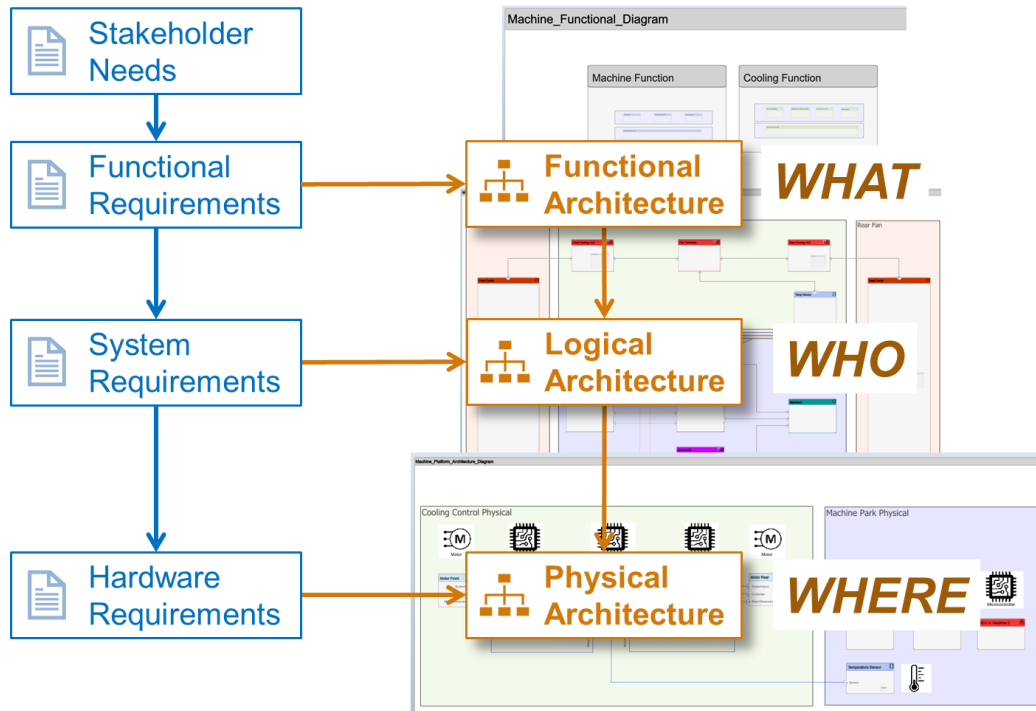 Machine_Functional_Diagram
Stakeholder
Needs
Machine Function
Cooling Function
Functional
Requirements
Functional
Architecture
WHAT
Rear Fan
System
Requirements
Logical
Architecture
WHO
Machine_Platform_Architecture_Diagram
Cooling Control Physical
Machine Park Physical
M
Motor
M
Motor
Hardware
Requirements
Motor Front
Physical
Architecture
Motor Rear
WHERE
Microcontroller
Temperature Sensor